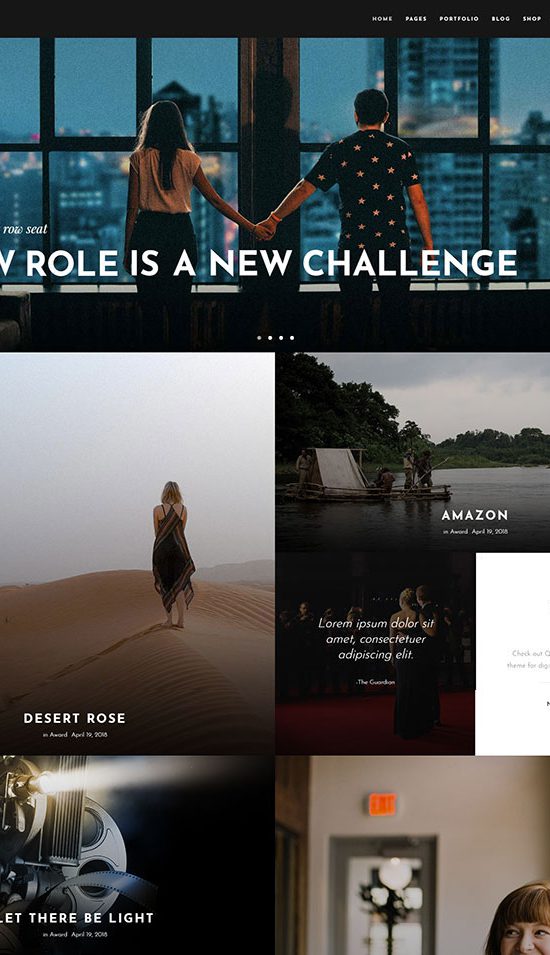 HOME PAGES PORTFOLIO BLOG SHOP
row seat
ROLE IS A NEW CHALLENGE
AMAZON
in Award April 19, 2018
Lorem ipsum dolor sit
amet, consectetuer
adipiscing elit.
-The Guardian
Check out
theme for
DESERT ROSE
in Award April 19, 2018
EXIT
LET THERE BE LIGHT
in Award April 19, 2018